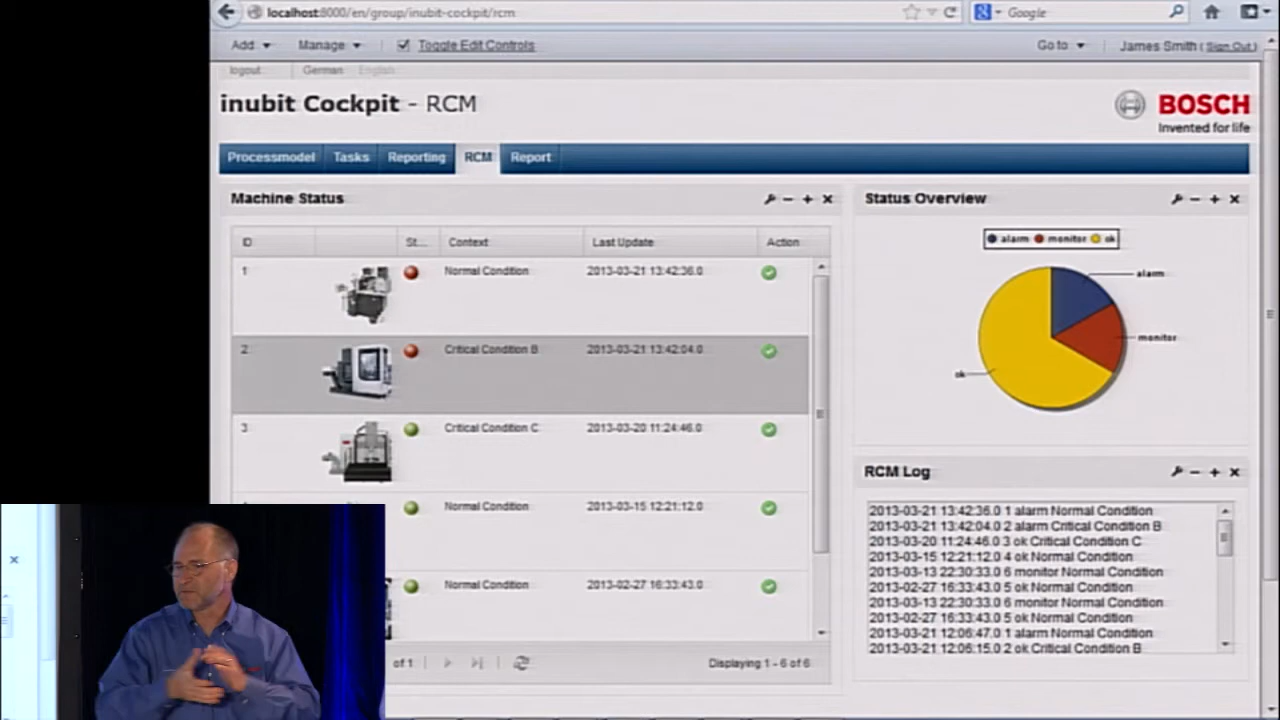 localhost:8000/en/group/inubit-cockpit/rcm
Google
Add
Manage
Toggle Edit Controls
Go to
James Smith (Sign Out)
logout
German
English
inubit Cockpit - RCM
BOSCH
Invented for life
Processmodel
Tasks
Reporting
RCM
Report
Machine Status
ID
St...
Context
Last Update
Action
1
Normal Condition
2013-03-21 13:42:36.0
2
Critical Condition B
2013-03-21 13:42:04.0
3
Critical Condition C
2013-03-20 11:24:46.0
Normal Condition
2013-03-15 12:21:12.0
Normal Condition
2013-02-27 16:33:43.0
of 1
Displaying 1 - 6 of 6
Status Overview
alarm
monitor
ok
alarm
monitor
ok
RCM Log
2013-03-21 13:42:36.0 1 alarm Normal Condition
2013-03-21 13:42:04.0 2 alarm Critical Condition B
2013-03-20 11:24:46.0 3 ok Critical Condition C
2013-03-15 12:21:12.0 4 ok Normal Condition
2013-03-13 22:30:33.0 6 monitor Normal Condition
2013-02-27 16:33:43.0 5 ok Normal Condition
2013-03-13 22:30:33.0 6 monitor Normal Condition
2013-02-27 16:33:43.0 5 ok Normal Condition
2013-03-21 12:06:47.0 1 alarm Normal Condition
2013-03-21 12:06:15.0 2 ok Critical Condition B